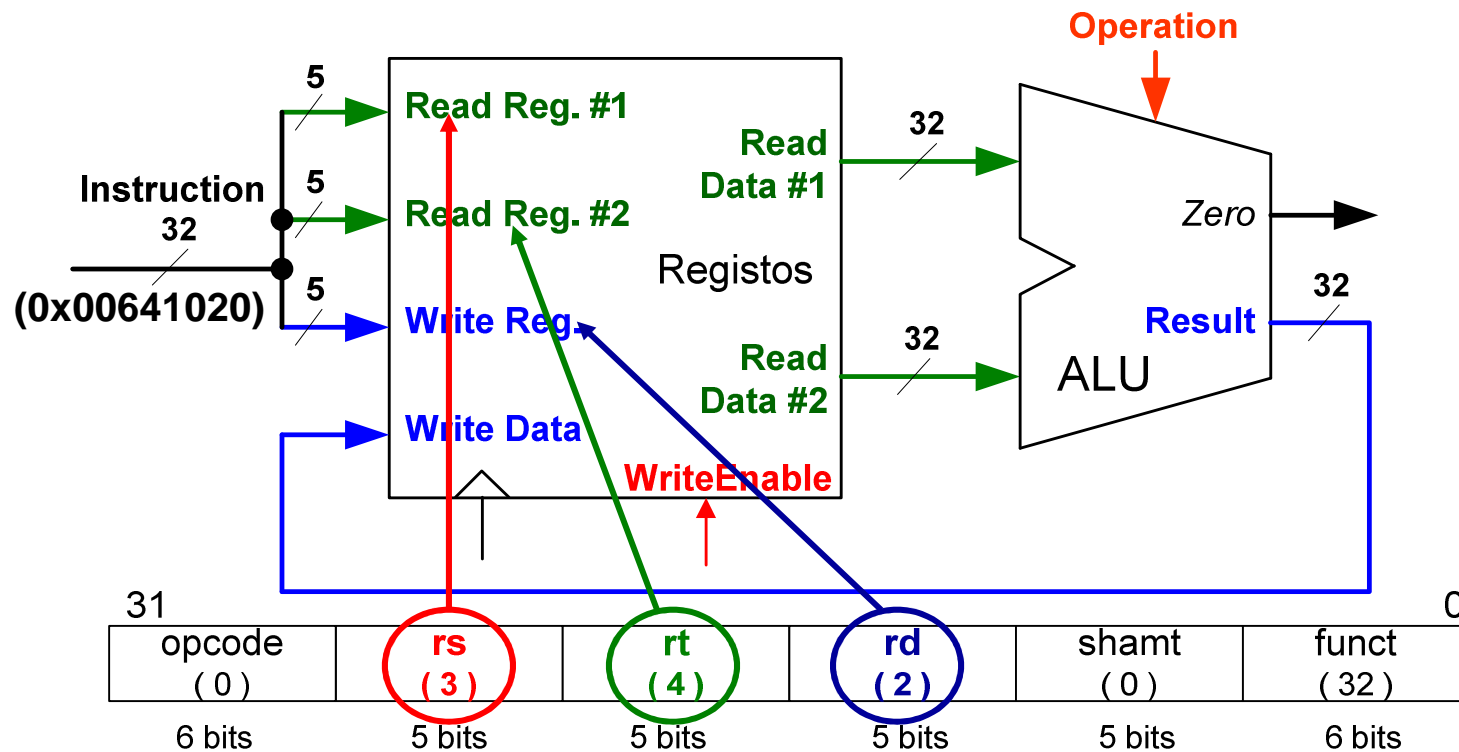 Operation
5
Read Reg. #1
32
Read
Data #1
Instruction
32
(0x00641020)
5
Read Reg. #2
Zero
Registos
5
Write Reg.
32
Read
Data #2
Result
32
ALU
Write Data
WriteEnable
31
0
opcode
rs
rt
rd
shamt
funct
( 0 )
( 3 )
( 4 )
( 2 )
( 0 )
( 32 )
6 bits
5 bits
5 bits
5 bits
5 bits
6 bits